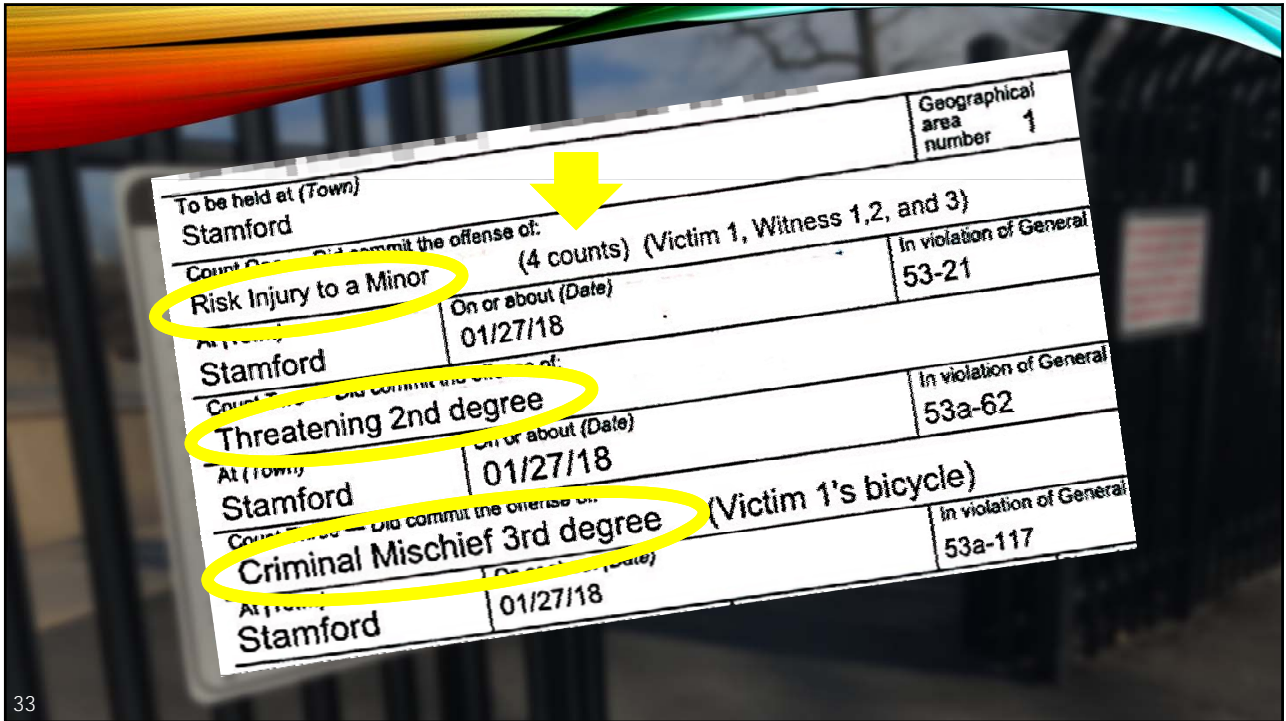 Geographical
area
number 1
To be held at (Town)
Stamford
Did commit the offense of:
(4 counts) (Victim 1, Witness 1,2, and 3)
Risk Injury to a Minor
In violation of General
53-21
On or about (Date)
01/27/18
Stamford
Threatening 2nd degree
In violation of General
53a-62
At (Town)
On or about (Date)
01/27/18
Stamford
Did commit the offense of:
Criminal Mischief 3rd degree (Victim 1's bicycle)
In violation of General
53a-117
01/27/18
Stamford
33